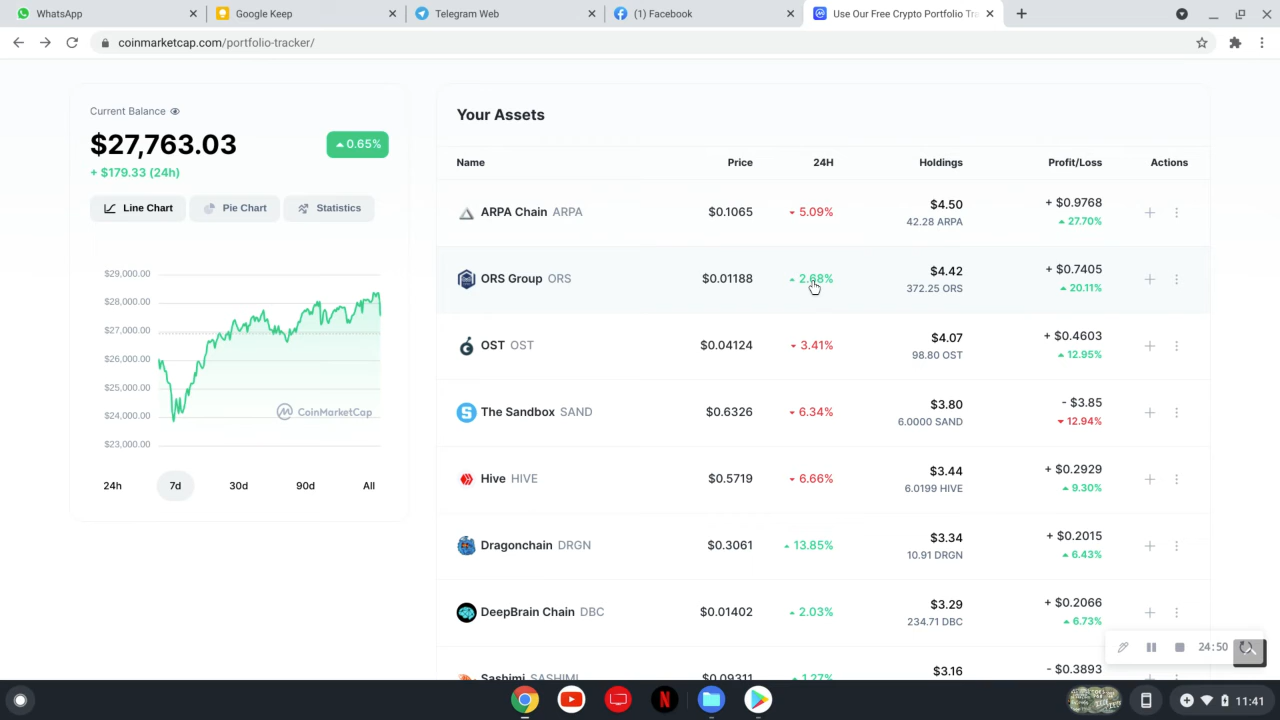 WhatsApp
Google Keep
Telegram Web
(1) Facebook
Use Our Free Crypto Portfolio Tra
coinmarketcap.com/portfolio-tracker/
Current Balance
$27,763.03
0.65%
+ $179.33 (24h)
Line Chart
Pie Chart
Statistics
$29,000.00
$28,000.00
$27,000.00
$26,000.00
$25,000.00
$24,000.00
$23,000.00
CoinMarketCap
24h 7d 30d 90d All
Your Assets
Name Price 24H Holdings Profit/Loss Actions
ARPA Chain ARPA $0.1065 5.09% $4.50 + $0.9768
42.28 ARPA 27.70%
ORS Group ORS $0.01188 2.68% $4.42 + $0.7405
372.25 ORS 20.11%
OST OST $0.04124 3.41% $4.07 + $0.4603
98.80 OST 12.95%
The Sandbox SAND $0.6326 6.34% $3.80 - $3.85
6.0000 SAND 12.94%
Hive HIVE $0.5719 6.66% $3.44 + $0.2929
6.0199 HIVE 9.30%
Dragonchain DRGN $0.3061 13.85% $3.34 + $0.2015
10.91 DRGN 6.43%
DeepBrain Chain DBC $0.01402 2.03% $3.29 + $0.2066
234.71 DBC 6.73%
Sashimi SASHIMI $0.09311 1.27% $3.16 - $0.3893
24:50
11:41